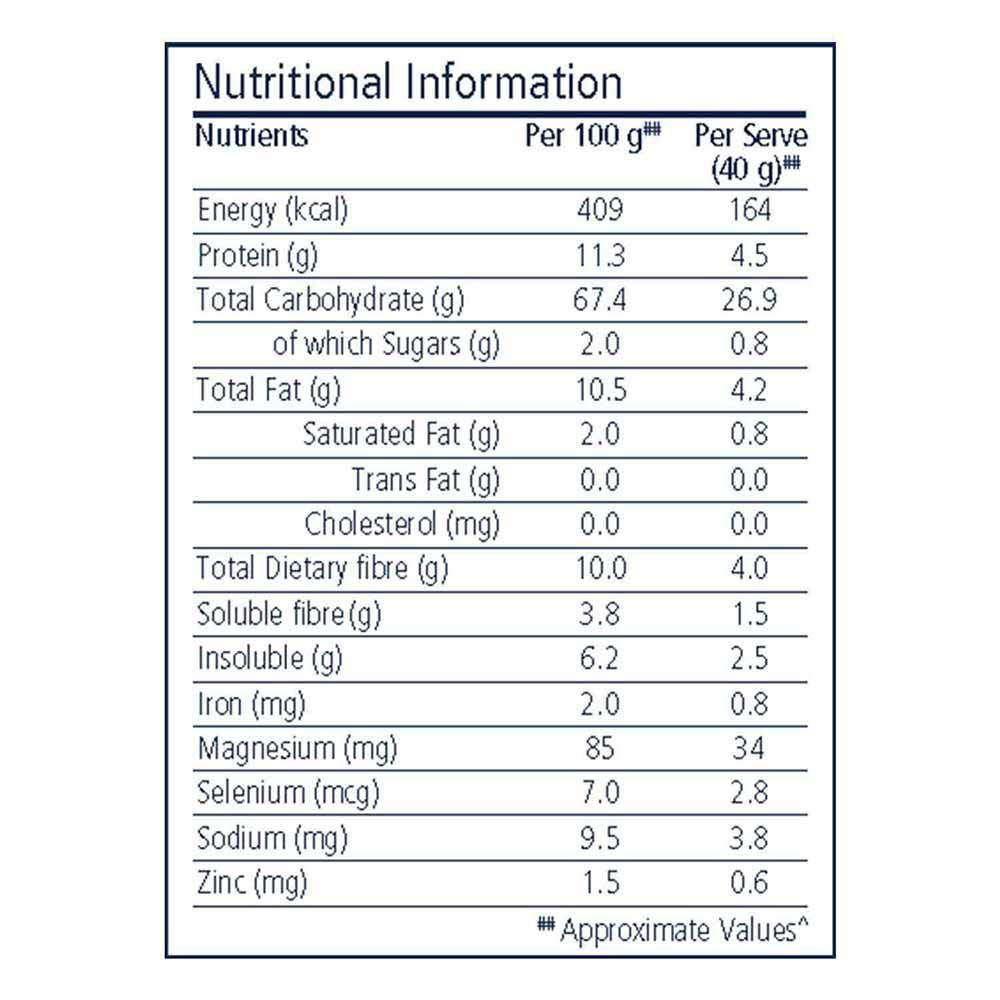 Nutritional Information
Nutrients Per 100 g## Per Serve
(40 g)##
Energy (kcal) 409 164
Protein (g) 11.3 4.5
Total Carbohydrate (g) 67.4 26.9
of which Sugars (g) 2.0 0.8
Total Fat (g) 10.5 4.2
Saturated Fat (g) 2.0 0.8
Trans Fat (g) 0.0 0.0
Cholesterol (mg) 0.0 0.0
Total Dietary fibre (g) 10.0 4.0
Soluble fibre (g) 3.8 1.5
Insoluble (g) 6.2 2.5
Iron (mg) 2.0 0.8
Magnesium (mg) 85 34
Selenium (mcg) 7.0 2.8
Sodium (mg) 9.5 3.8
Zinc (mg) 1.5 0.6
## Approximate Values^